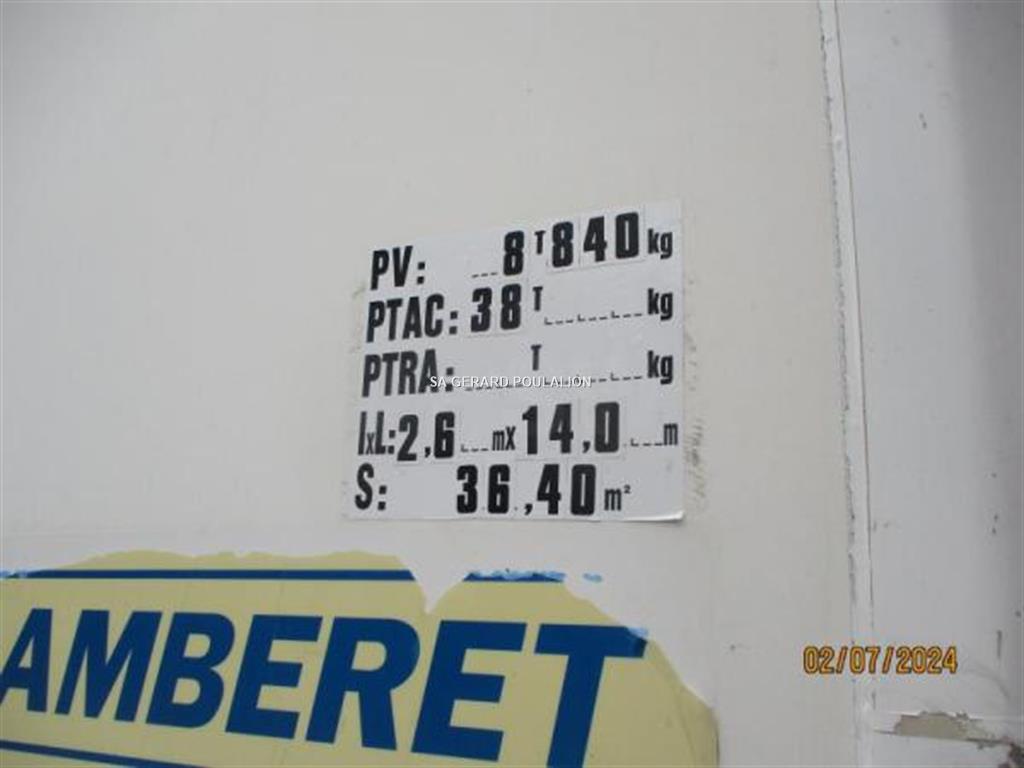 PV: 8 T 840 kg
PTAC: 38 T kg
PTRA: T kg
SA GERARD POULALION
lxL: 2,6 mX 14,0 m
S: 36,40 m²
AMBERET
02/07/2024